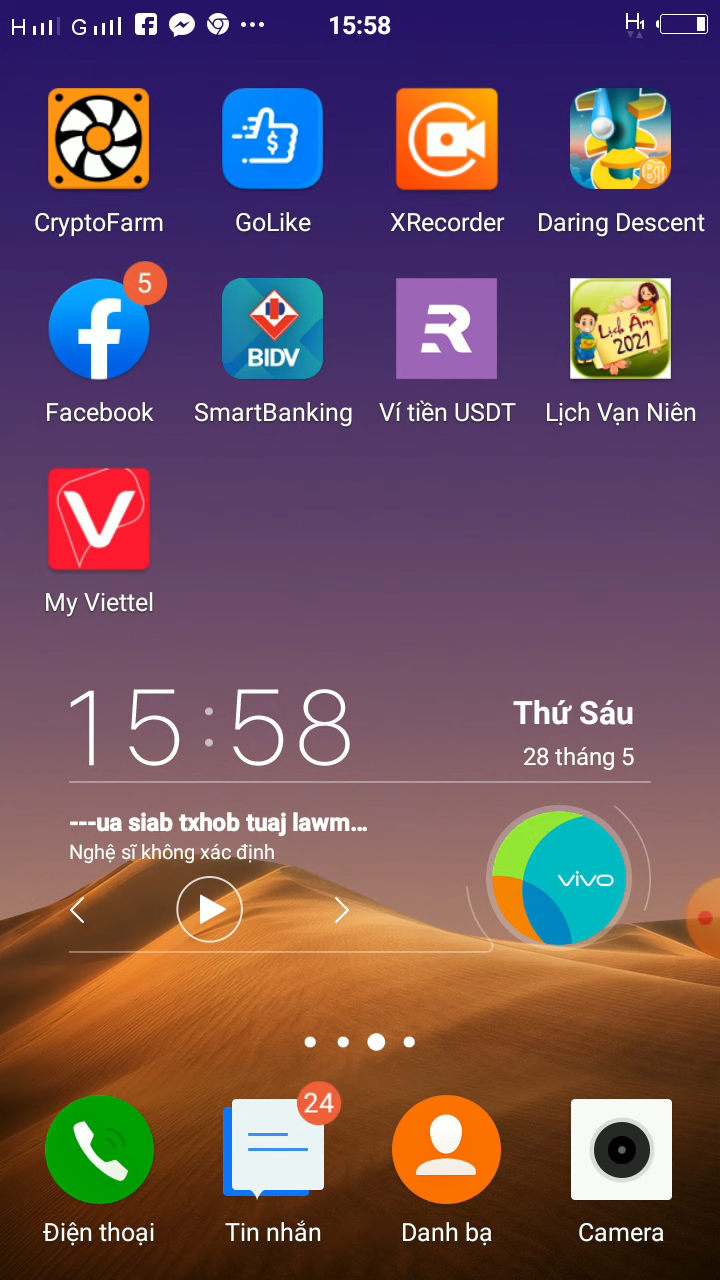 H G 15:58 H1
CryptoFarm GoLike XRecorder Daring Descent
5
BIDV
Lịch Âm
2021
Facebook SmartBanking Ví tiền USDT Lịch Vạn Niên
My Viettel
15:58
Thứ Sáu
28 tháng 5
---ua siab txhob tuaj lawm...
Nghệ sĩ không xác định
vivo
24
Điện thoại Tin nhắn Danh bạ Camera